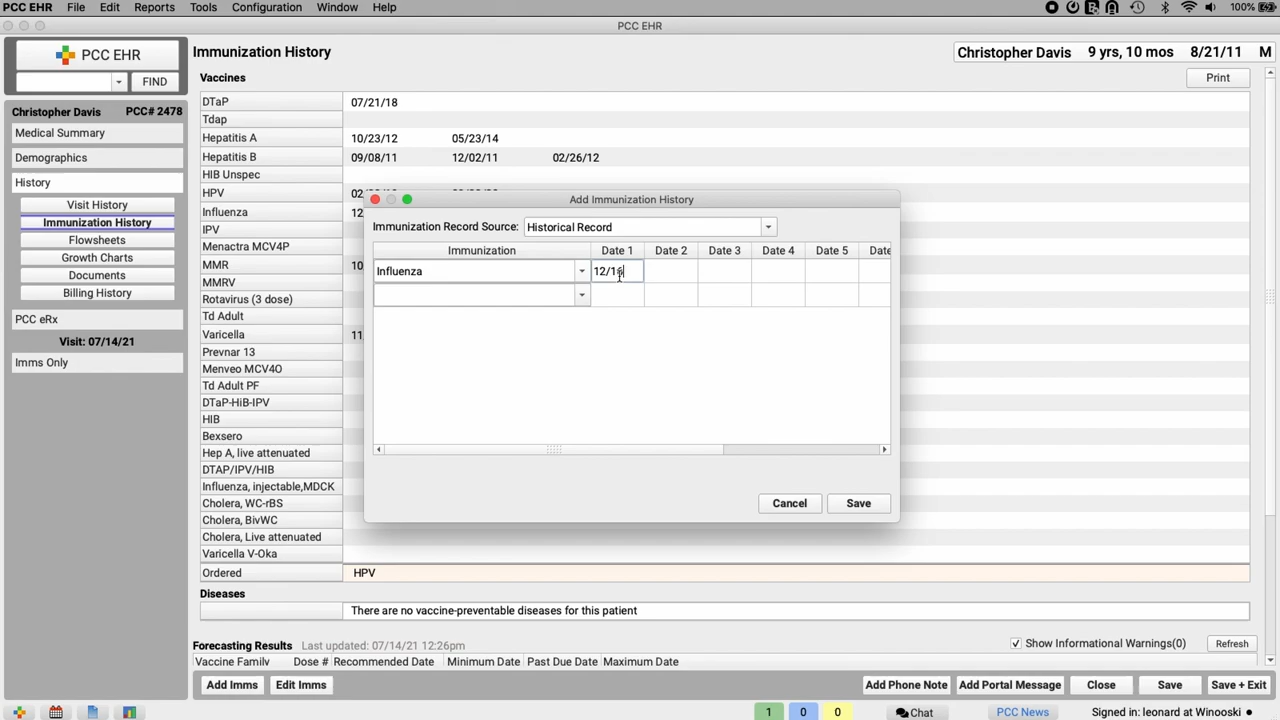 PCC EHR File Edit Reports Tools Configuration Window Help 100%
PCC EHR
PCC EHR
FIND
Christopher Davis PCC# 2478
Medical Summary
Demographics
History
Visit History
Immunization History
Flowsheets
Growth Charts
Documents
Billing History
PCC eRx
Visit: 07/14/21
Imms Only
Immunization History
Christopher Davis 9 yrs, 10 mos 8/21/11 M
Vaccines
Print
DTaP 07/21/18
Tdap
Hepatitis A 10/23/12 05/23/14
Hepatitis B 09/08/11 12/02/11 02/26/12
HIB Unspec
HPV
Influenza
IPV
Menactra MCV4P
MMR
MMRV
Rotavirus (3 dose)
Td Adult
Varicella
Prevnar 13
Menveo MCV4O
Td Adult PF
DTaP-HiB-IPV
HIB
Bexsero
Hep A, live attenuated
DTAP/IPV/HIB
Influenza, injectable,MDCK
Cholera, WC-rBS
Cholera, BivWC
Cholera, Live attenuated
Varicella V-Oka
Ordered HPV
Diseases
There are no vaccine-preventable diseases for this patient
Forecasting Results Last updated: 07/14/21 12:26pm
Show Informational Warnings(0) Refresh
Vaccine Family Dose # Recommended Date Minimum Date Past Due Date Maximum Date
Add Imms Edit Imms Add Phone Note Add Portal Message Close Save Save + Exit
Add Immunization History
Immunization Record Source: Historical Record
Immunization Date 1 Date 2 Date 3 Date 4 Date 5 Date
Influenza
Cancel Save
1 0 0 Chat PCC News Signed in: leonard at Winooski